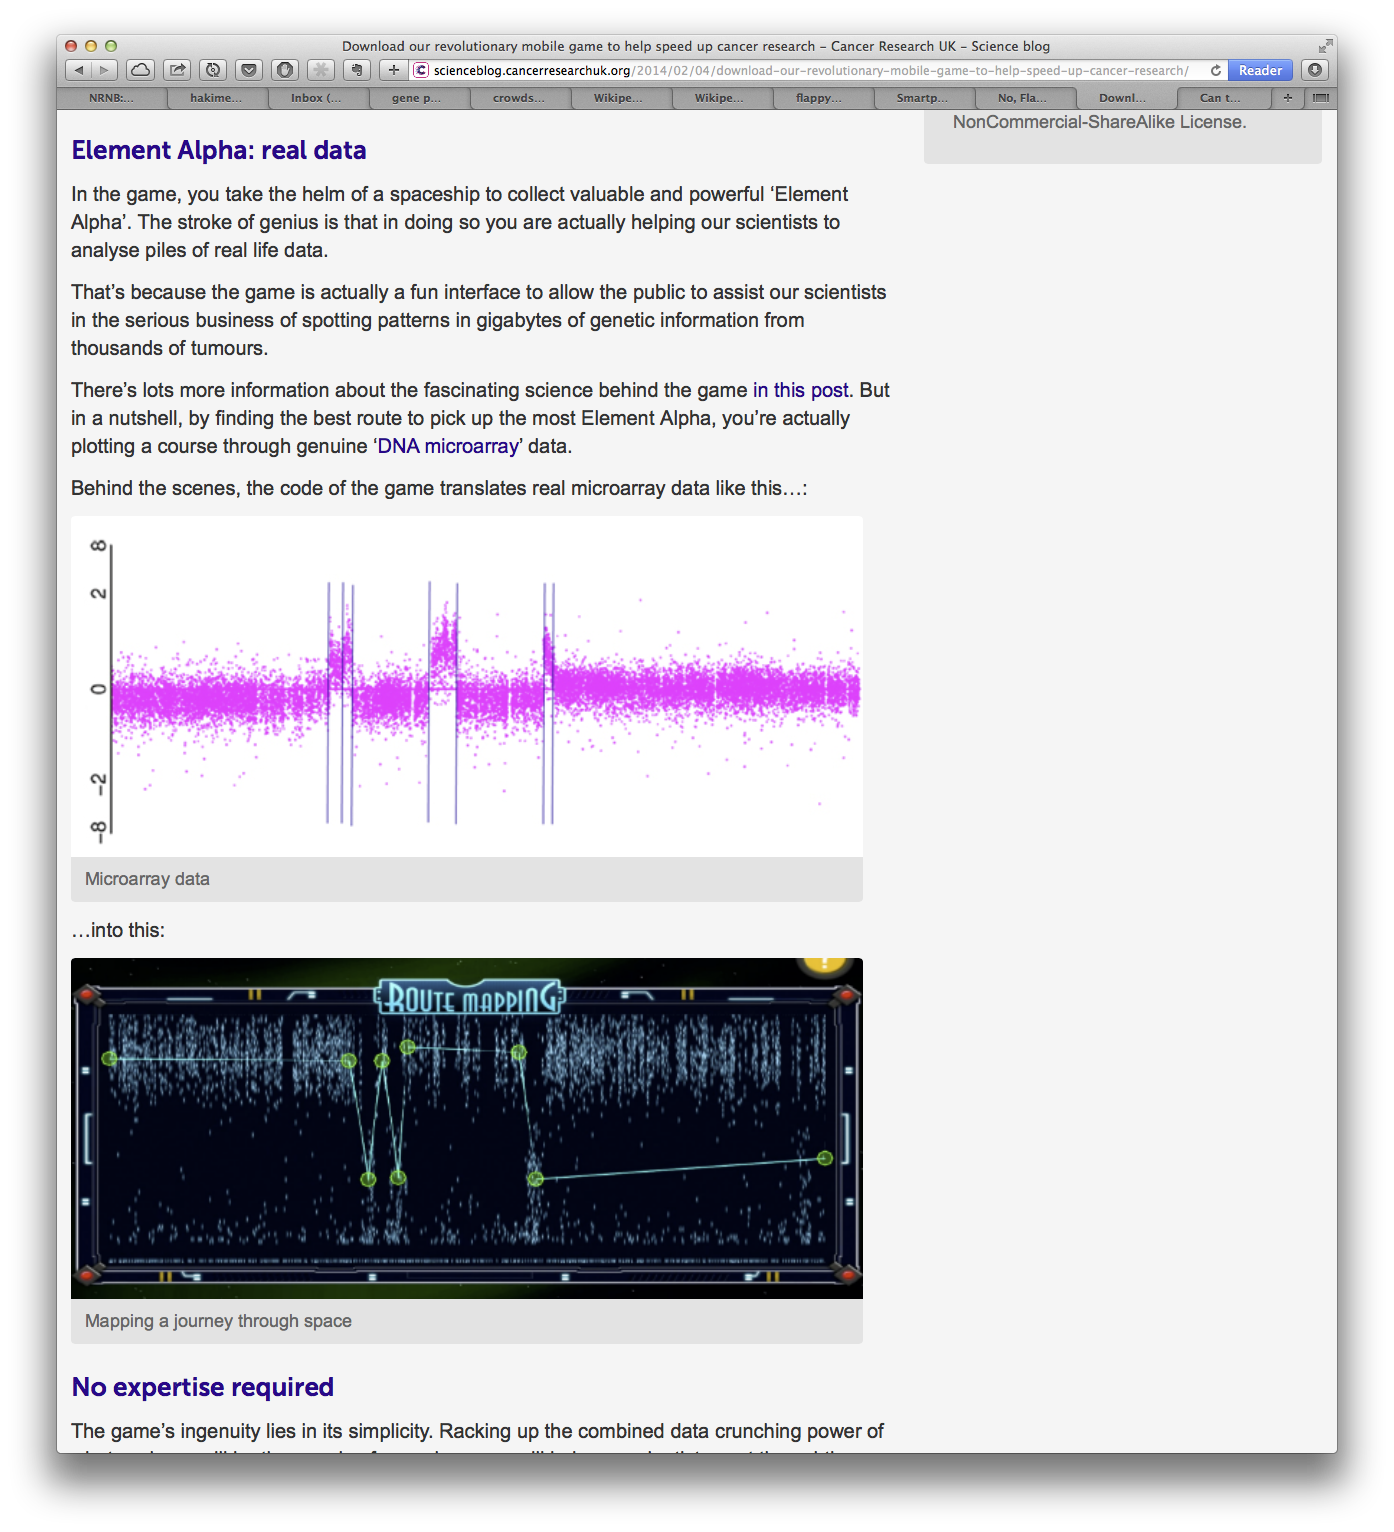 Download our revolutionary mobile game to help speed up cancer research – Cancer Research UK – Science blog
scienceblog.cancerresearchuk.org/2014/02/04/download-our-revolutionary-mobile-game-to-help-speed-up-cancer-research/
Reader
NRNB:... hakime... Inbox (... gene p... crowds... Wikipe... Wikipe... flappy... Smartp... No, Fla... Downl... Can t...
NonCommercial-ShareAlike License.
Element Alpha: real data
In the game, you take the helm of a spaceship to collect valuable and powerful ‘Element
Alpha’. The stroke of genius is that in doing so you are actually helping our scientists to
analyse piles of real life data.
That’s because the game is actually a fun interface to allow the public to assist our scientists
in the serious business of spotting patterns in gigabytes of genetic information from
thousands of tumours.
There’s lots more information about the fascinating science behind the game in this post. But
in a nutshell, by finding the best route to pick up the most Element Alpha, you’re actually
plotting a course through genuine ‘DNA microarray’ data.
Behind the scenes, the code of the game translates real microarray data like this…:
8
2
0
-2
-8
Microarray data
…into this:
ROUTE MAPPING
Mapping a journey through space
No expertise required
The game’s ingenuity lies in its simplicity. Racking up the combined data crunching power of